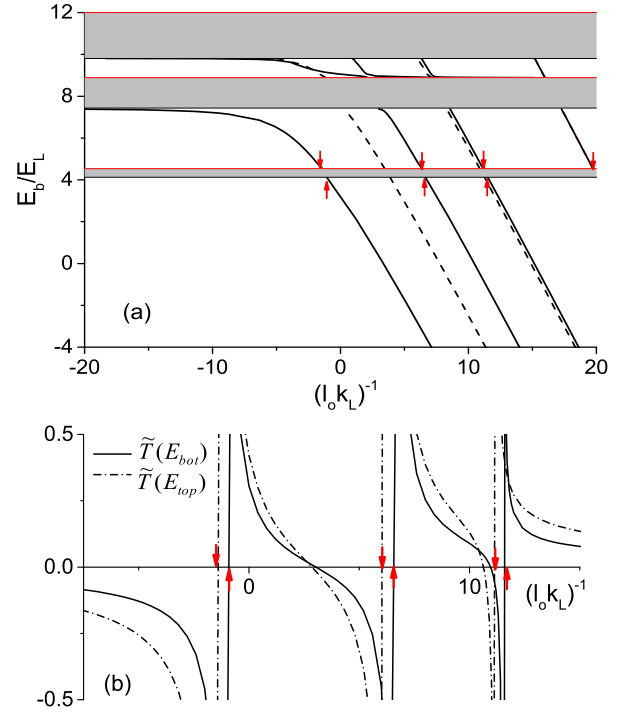 12
8
4
0
-4
E_b/E_L
(a)
-20 -10 0 10 20
(l_o k_L)^-1
0.5
T̃(E_bot)
T̃(E_top)
0.0
0 10
(l_o k_L)^-1
-0.5
(b)